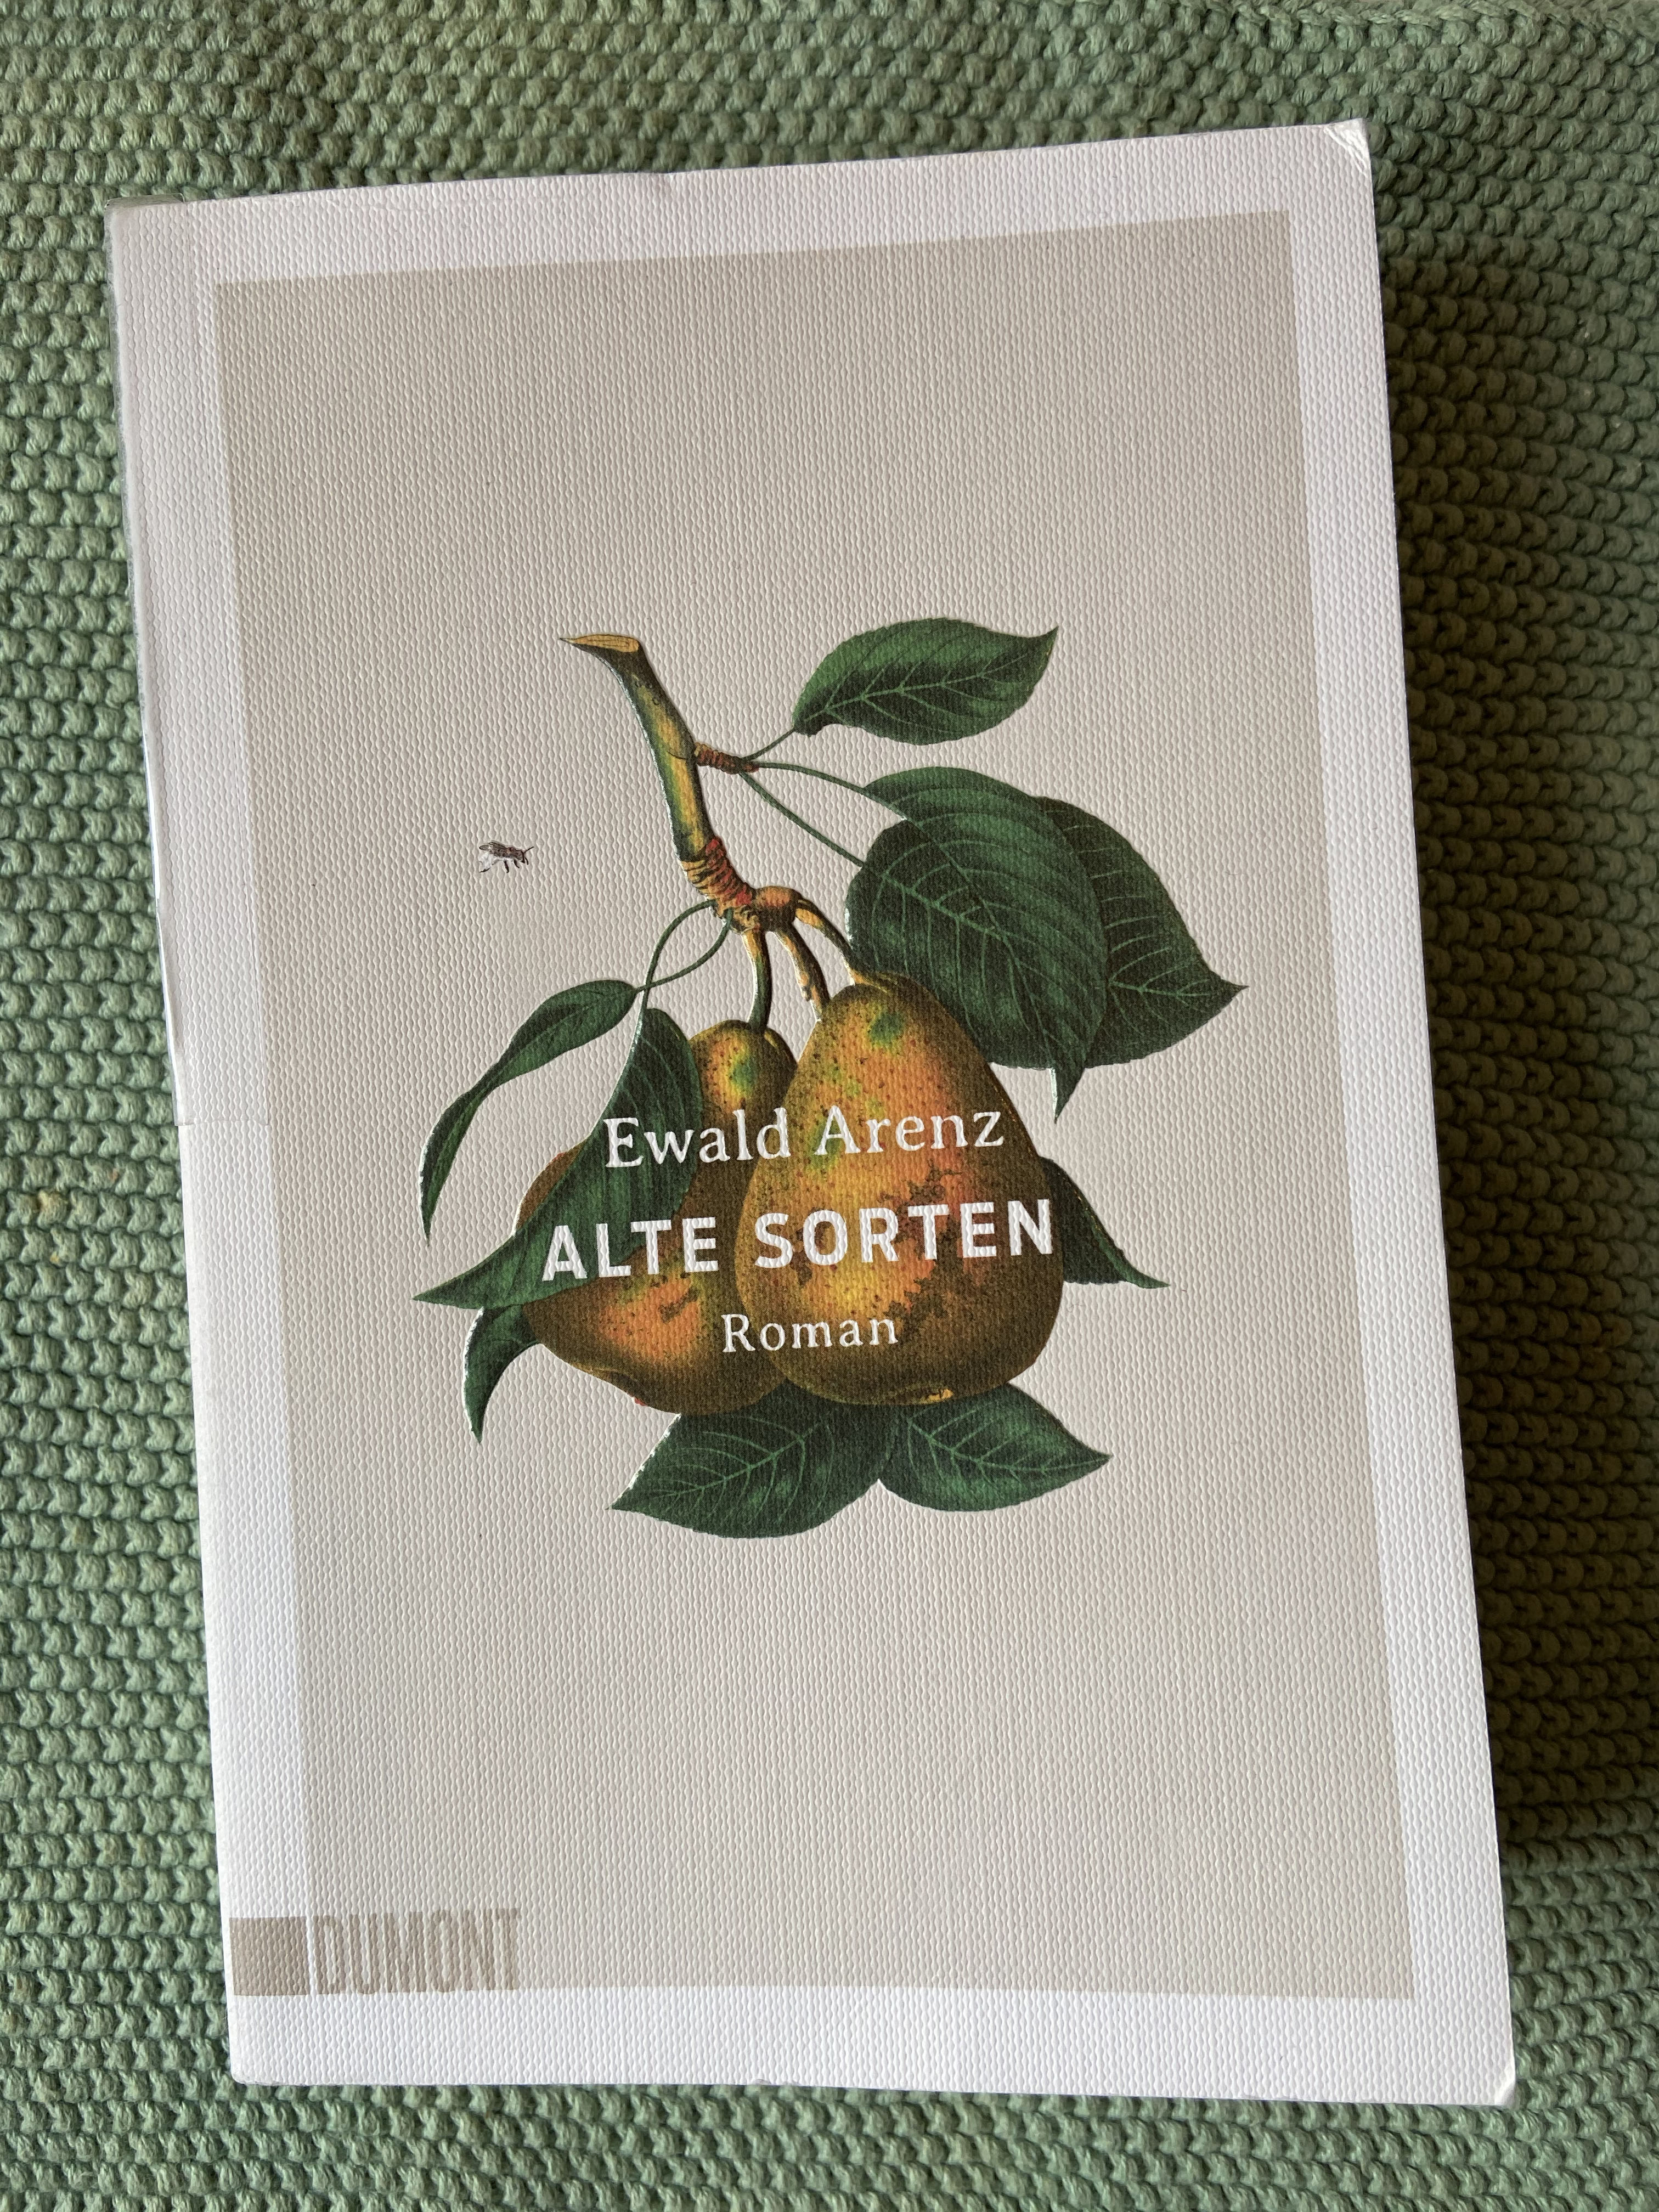 Ewald Arenz
ALTE SORTEN
Roman
DUMONT